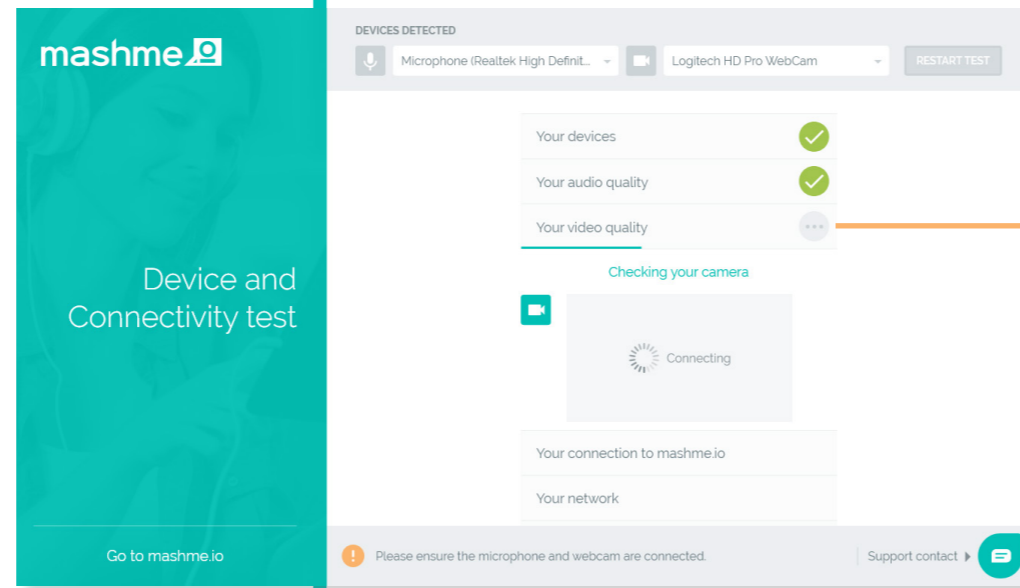 mashme
Device and
Connectivity test
Go to mashme.io
DEVICES DETECTED
Microphone (Realtek High Definit...
Logitech HD Pro WebCam
RESTART TEST
Your devices
Your audio quality
Your video quality
Checking your camera
Connecting
Your connection to mashme.io
Your network
Please ensure the microphone and webcam are connected.
Support contact